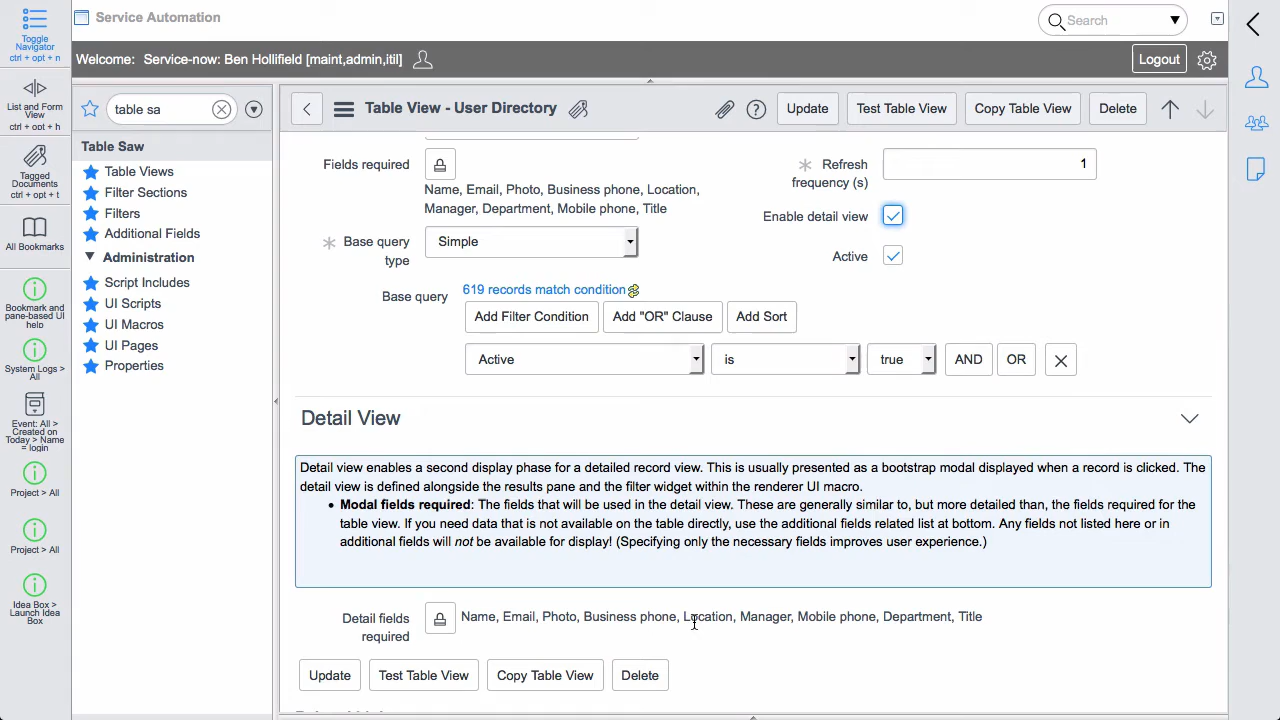 Service Automation
Search
Welcome: Service-now: Ben Hollifield [maint,admin,itil]
Logout
Toggle
Navigator
ctrl + opt + n
List and Form
View
ctrl + opt + h
Tagged
Documents
ctrl + opt + t
All Bookmarks
Bookmark and
pane-based UI
help
System Logs >
All
Event: All >
Created on
Today > Name
= login
Project > All
Project > All
Idea Box >
Launch Idea
Box
table sa
Table Saw
Table Views
Filter Sections
Filters
Additional Fields
Administration
Script Includes
UI Scripts
UI Macros
UI Pages
Properties
Table View - User Directory
Update
Test Table View
Copy Table View
Delete
Fields required
Name, Email, Photo, Business phone, Location,
Manager, Department, Mobile phone, Title
Refresh
frequency (s)
1
Enable detail view
Base query
type
Simple
Active
Base query
619 records match condition
Add Filter Condition
Add "OR" Clause
Add Sort
Active
is
true
AND
OR
Detail View
Detail view enables a second display phase for a detailed record view. This is usually presented as a bootstrap modal displayed when a record is clicked. The
detail view is defined alongside the results pane and the filter widget within the renderer UI macro.
• Modal fields required: The fields that will be used in the detail view. These are generally similar to, but more detailed than, the fields required for the
table view. If you need data that is not available on the table directly, use the additional fields related list at bottom. Any fields not listed here or in
additional fields will not be available for display! (Specifying only the necessary fields improves user experience.)
Detail fields
required
Name, Email, Photo, Business phone, Location, Manager, Mobile phone, Department, Title
Update
Test Table View
Copy Table View
Delete